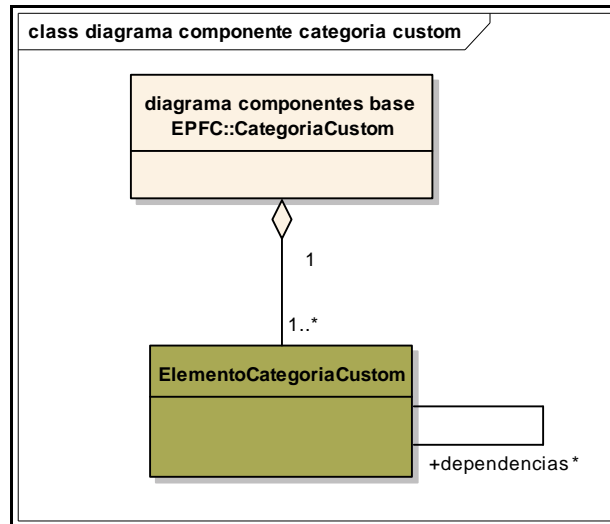 class diagrama componente categoria custom
diagrama componentes base
EPFC::CategoriaCustom
1
1..*
ElementoCategoriaCustom
+dependencias *